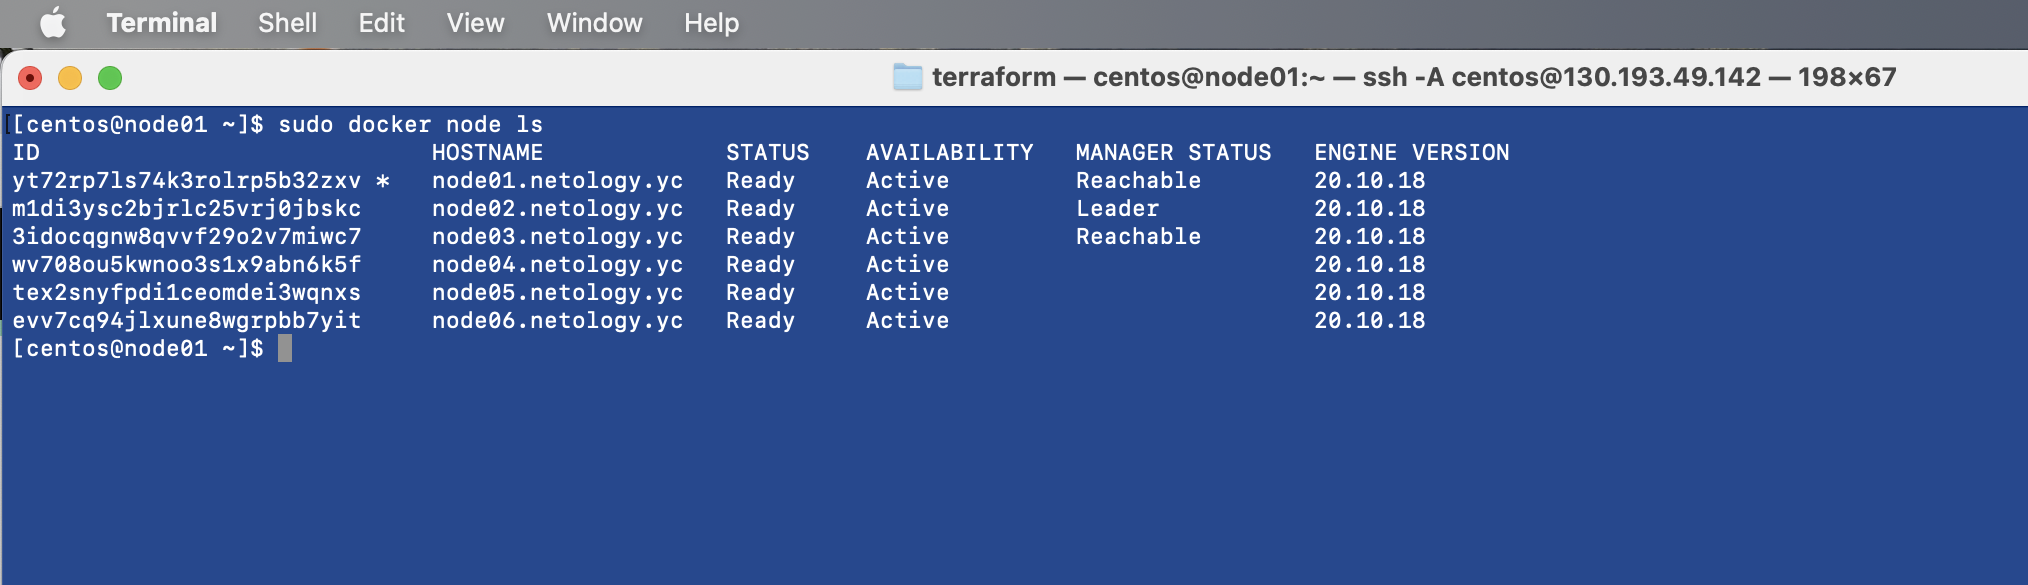 Terminal Shell Edit View Window Help
terraform — centos@node01:~ — ssh -A centos@130.193.49.142 — 198×67
[[centos@node01 ~]$ sudo docker node ls
ID HOSTNAME STATUS AVAILABILITY MANAGER STATUS ENGINE VERSION
yt72rp7ls74k3rolrp5b32zxv * node01.netology.yc Ready Active Reachable 20.10.18
m1di3ysc2bjrlc25vrj0jbskc node02.netology.yc Ready Active Leader 20.10.18
3idocqgnw8qvvf29o2v7miwc7 node03.netology.yc Ready Active Reachable 20.10.18
wv708ou5kwnoo3s1x9abn6k5f node04.netology.yc Ready Active 20.10.18
tex2snyfpdi1ceomdei3wqnxs node05.netology.yc Ready Active 20.10.18
evv7cq94jlxune8wgrpbb7yit node06.netology.yc Ready Active 20.10.18
[centos@node01 ~]$